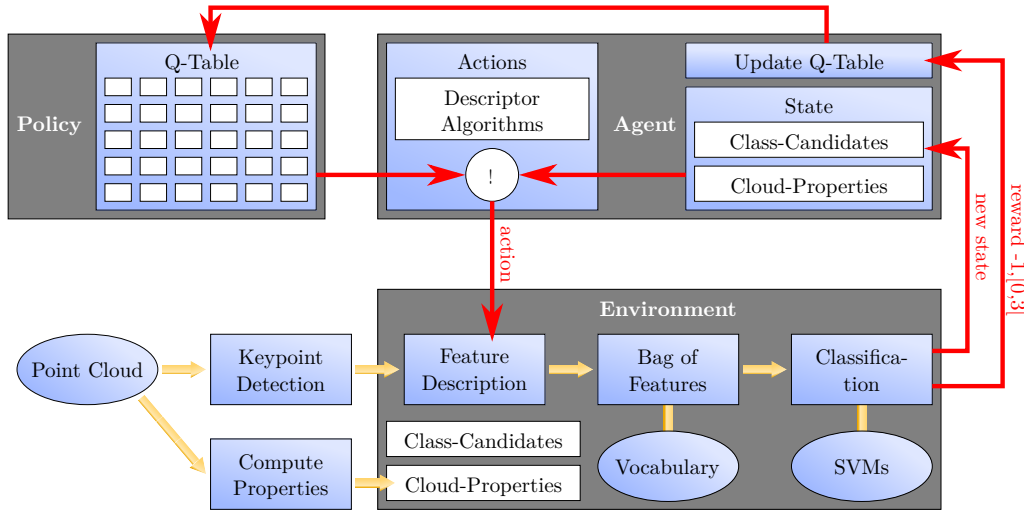 Q-Table
Policy
Actions
Descriptor
Algorithms
!
Agent
Update Q-Table
State
Class-Candidates
Cloud-Properties
action
new state
reward -1,[0,3[
Environment
Point Cloud
Keypoint
Detection
Feature
Description
Bag of
Features
Classifica-
tion
Compute
Properties
Class-Candidates
Cloud-Properties
Vocabulary
SVMs